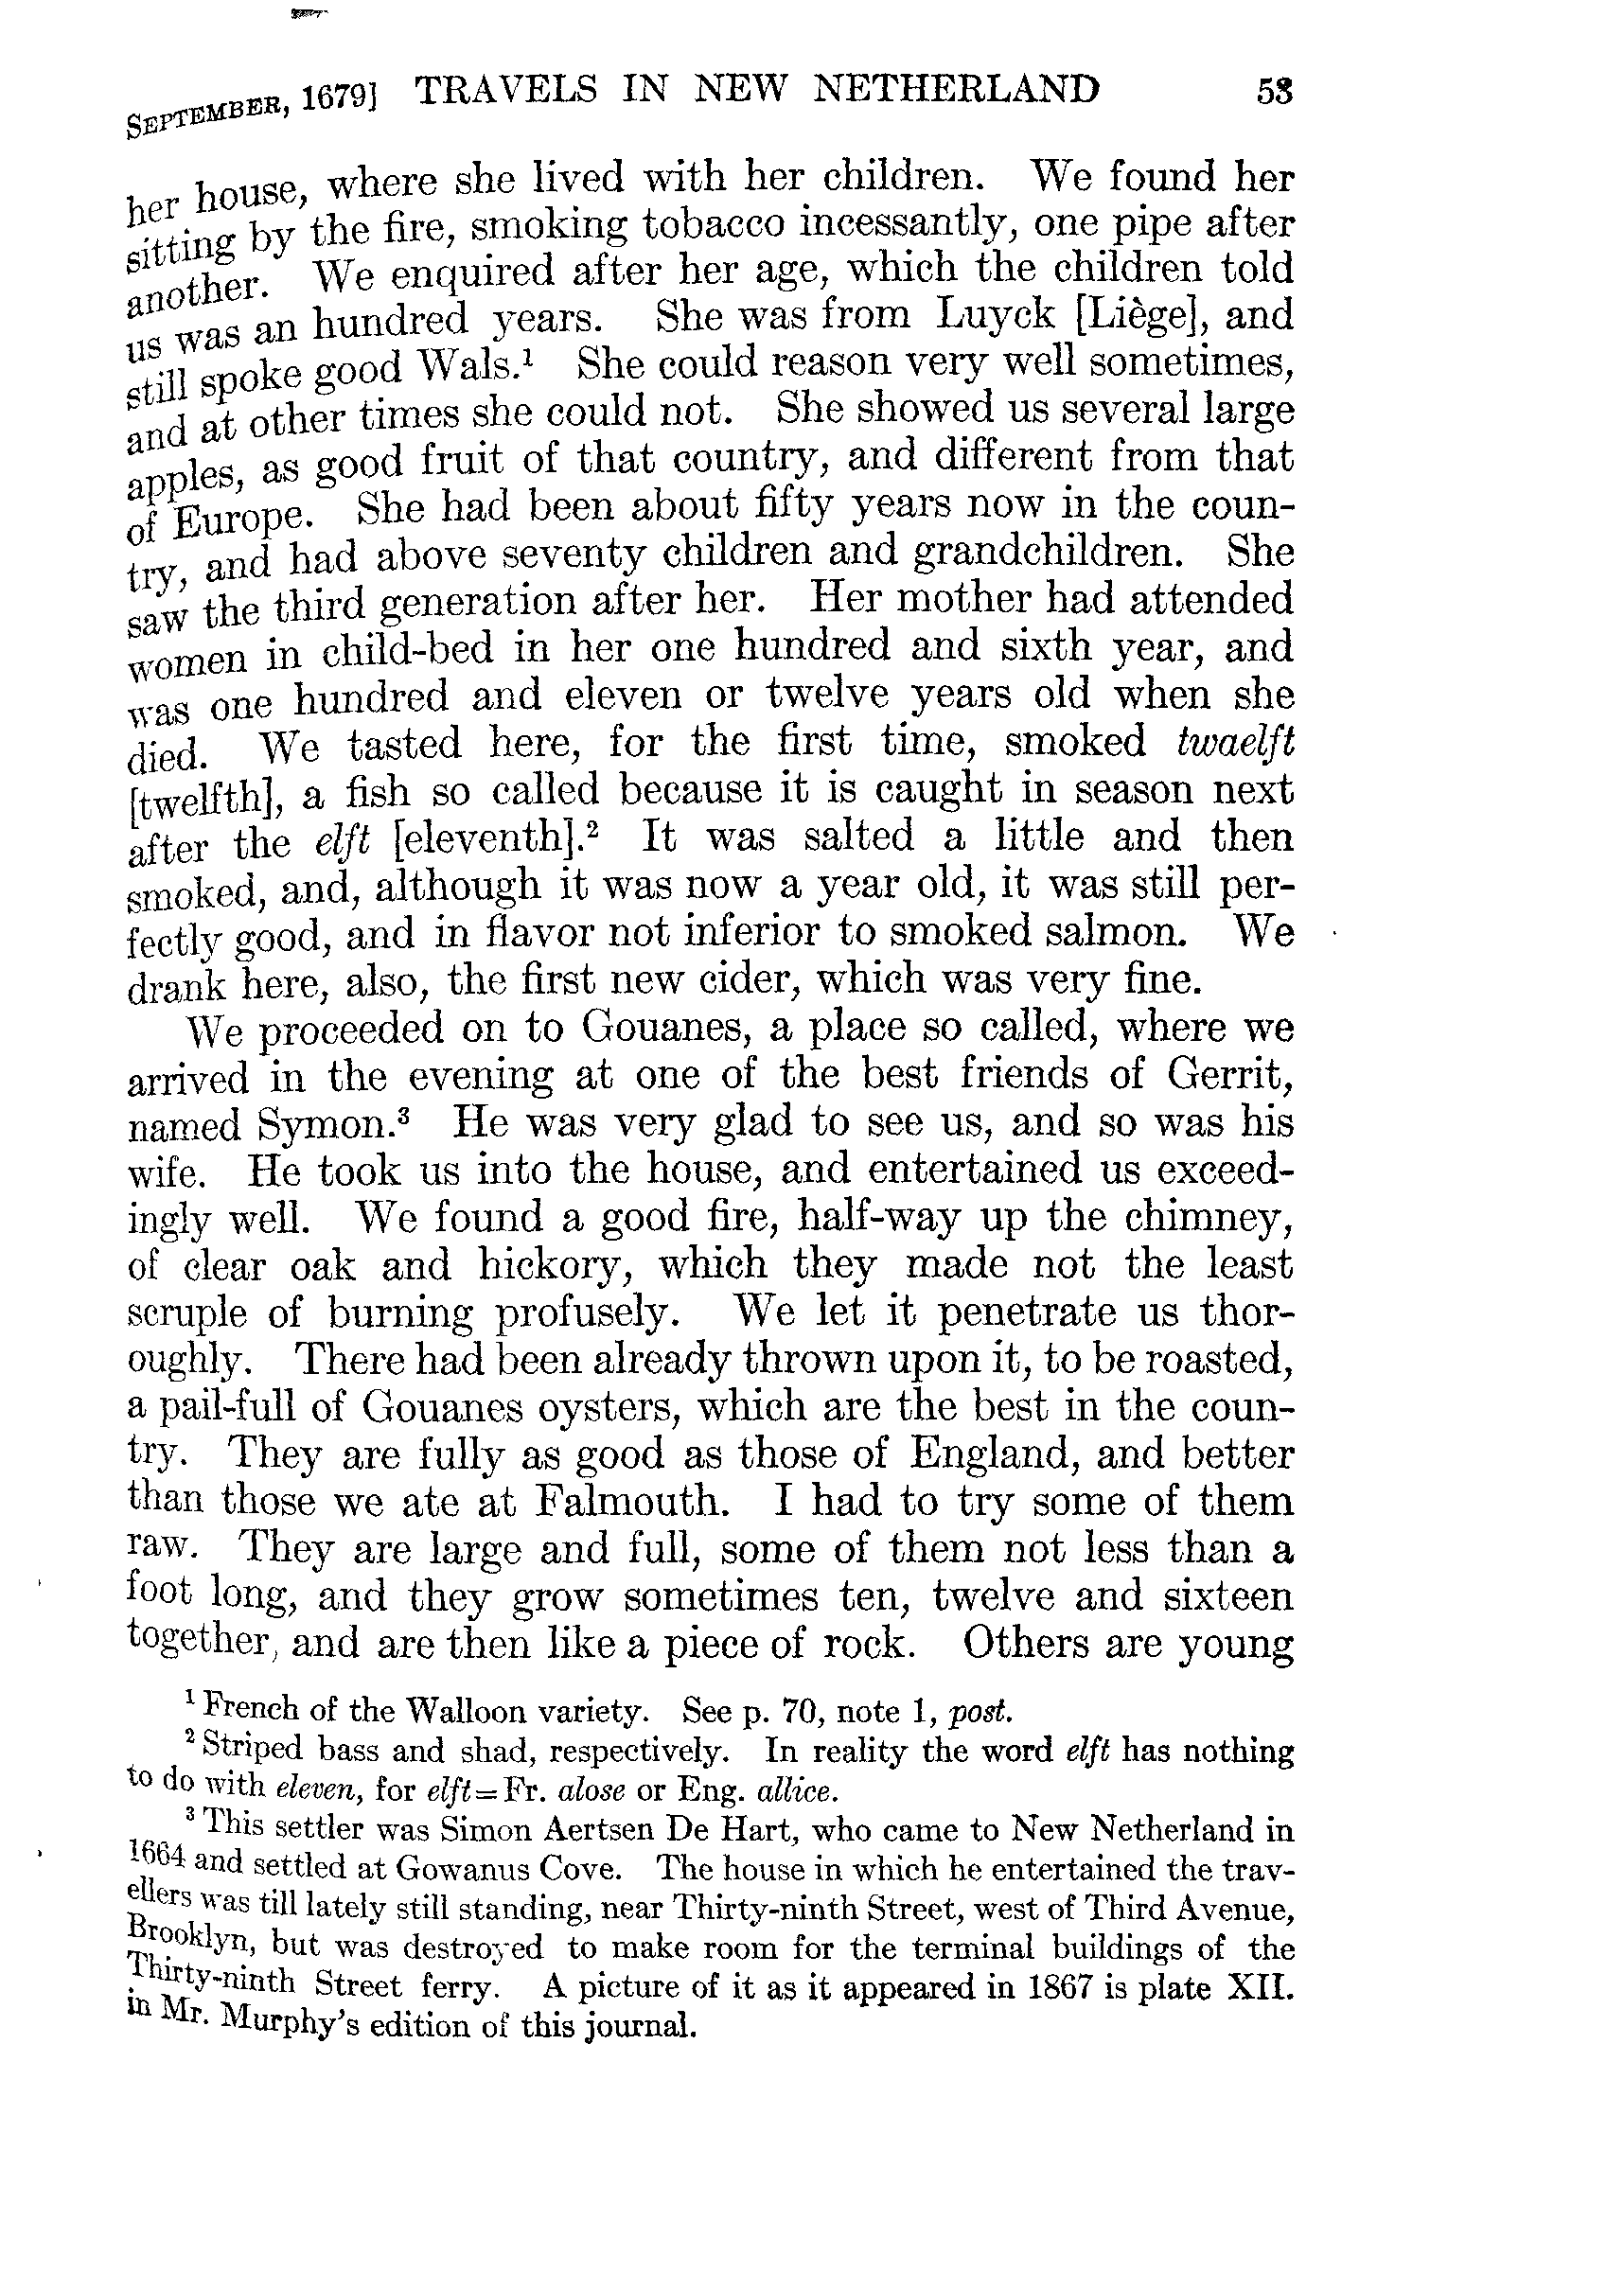 SEPTEMBER, 1679] TRAVELS IN NEW NETHERLAND 53
her house, where she lived with her children. We found her
sitting by the fire, smoking tobacco incessantly, one pipe after
another. We enquired after her age, which the children told
us was an hundred years. She was from Luyck [Liège], and
still spoke good Wals.¹ She could reason very well sometimes,
and at other times she could not. She showed us several large
apples, as good fruit of that country, and different from that
of Europe. She had been about fifty years now in the coun-
try, and had above seventy children and grandchildren. She
saw the third generation after her. Her mother had attended
women in child-bed in her one hundred and sixth year, and
was one hundred and eleven or twelve years old when she
died. We tasted here, for the first time, smoked twaelft
[twelfth], a fish so called because it is caught in season next
after the elft [eleventh].² It was salted a little and then
smoked, and, although it was now a year old, it was still per-
fectly good, and in flavor not inferior to smoked salmon. We
drank here, also, the first new cider, which was very fine.
We proceeded on to Gouanes, a place so called, where we
arrived in the evening at one of the best friends of Gerrit,
named Symon.³ He was very glad to see us, and so was his
wife. He took us into the house, and entertained us exceed-
ingly well. We found a good fire, half-way up the chimney,
of clear oak and hickory, which they made not the least
scruple of burning profusely. We let it penetrate us thor-
oughly. There had been already thrown upon it, to be roasted,
a pail-full of Gouanes oysters, which are the best in the coun-
try. They are fully as good as those of England, and better
than those we ate at Falmouth. I had to try some of them
raw. They are large and full, some of them not less than a
foot long, and they grow sometimes ten, twelve and sixteen
together, and are then like a piece of rock. Others are young
¹ French of the Walloon variety. See p. 70, note 1, post.
² Striped bass and shad, respectively. In reality the word elft has nothing
to do with eleven, for elft=Fr. alose or Eng. allice.
³ This settler was Simon Aertsen De Hart, who came to New Netherland in
1664 and settled at Gowanus Cove. The house in which he entertained the trav-
ellers was till lately still standing, near Thirty-ninth Street, west of Third Avenue,
Brooklyn, but was destroyed to make room for the terminal buildings of the
Thirty-ninth Street ferry. A picture of it as it appeared in 1867 is plate XII.
in Mr. Murphy's edition of this journal.